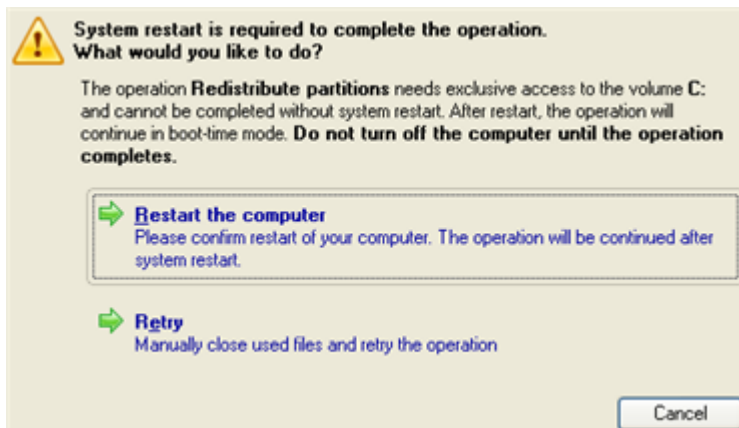 System restart is required to complete the operation.
What would you like to do?
The operation Redistribute partitions needs exclusive access to the volume C:
and cannot be completed without system restart. After restart, the operation will
continue in boot-time mode. Do not turn off the computer until the operation
completes.
Restart the computer
Please confirm restart of your computer. The operation will be continued after
system restart.
Retry
Manually close used files and retry the operation
Cancel